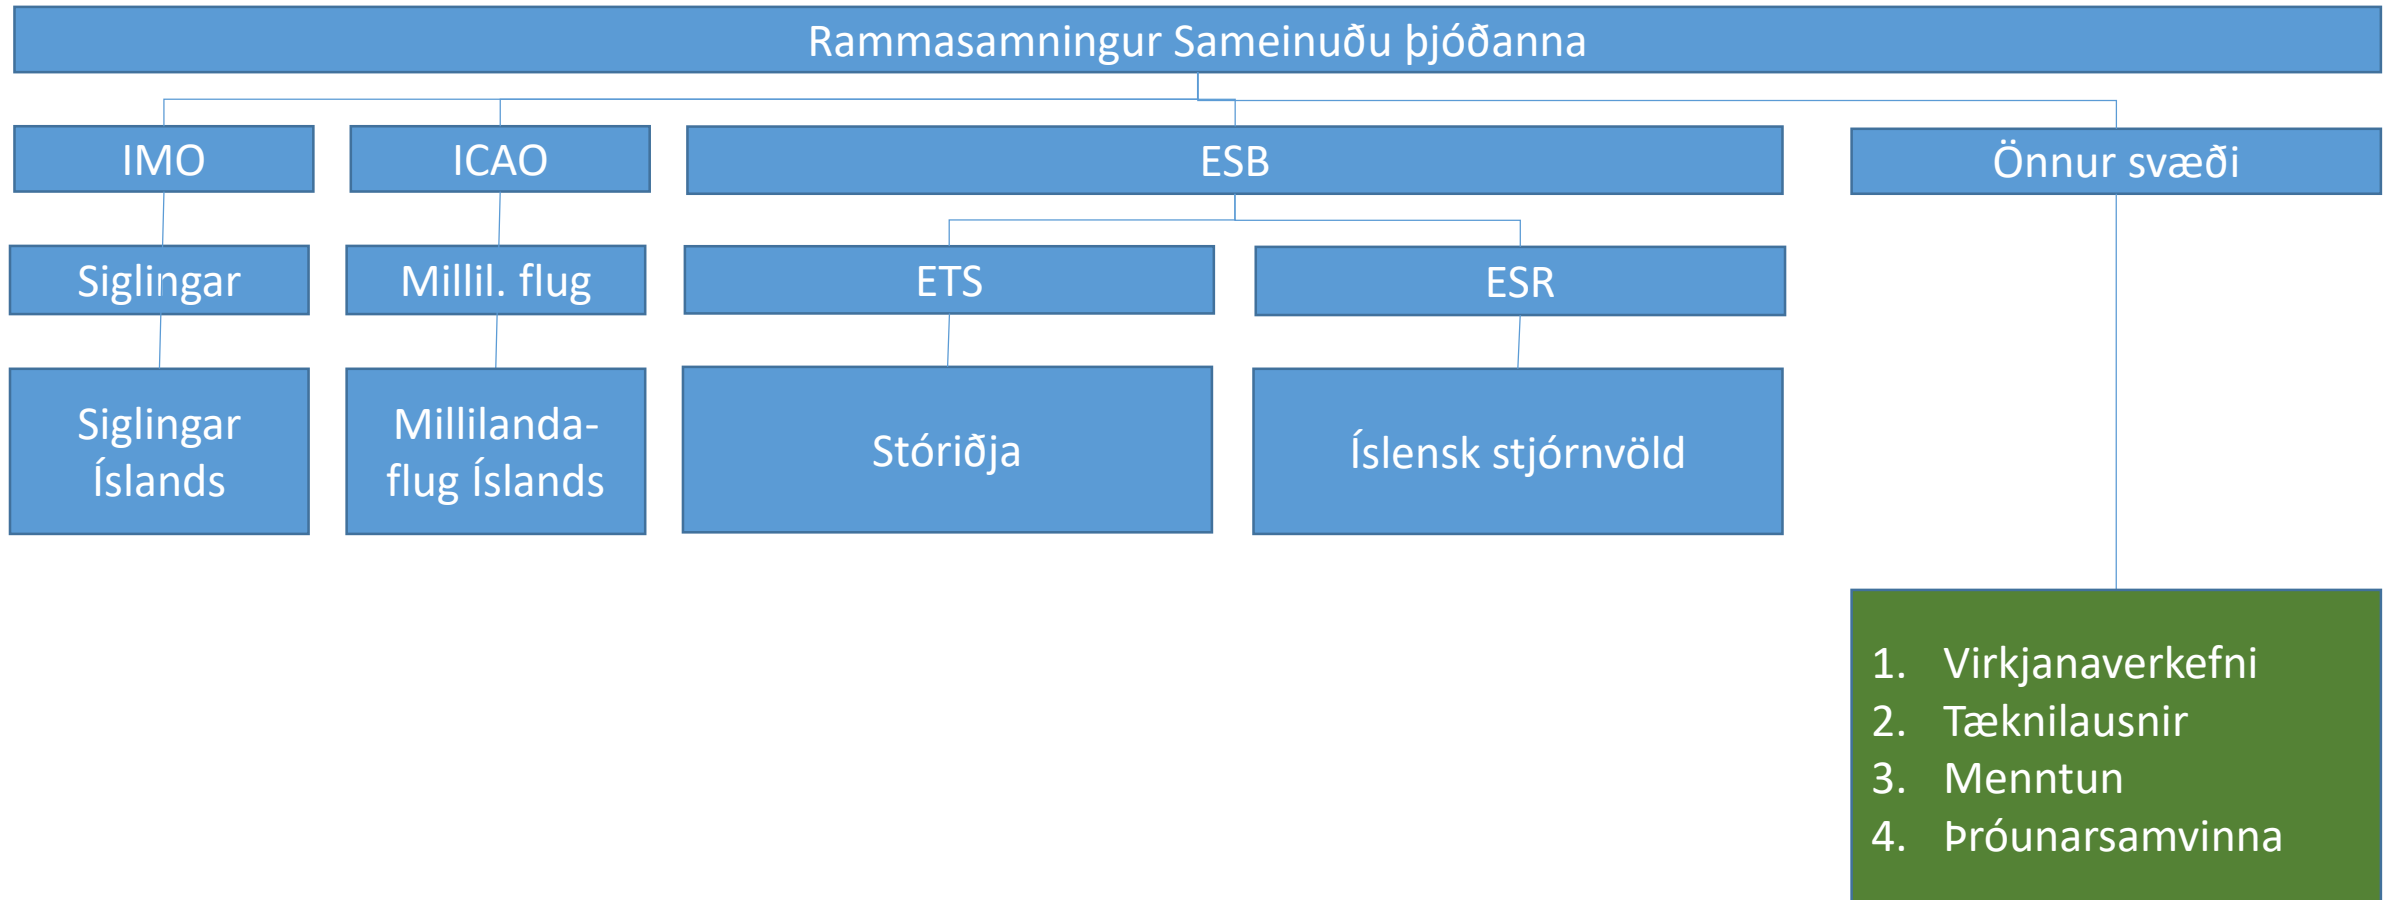 Rammasamningur Sameinuðu þjóðanna
IMO
ICAO
ESB
Önnur svæði
Siglingar
Millil. flug
ETS
ESR
Siglingar
Íslands
Millilanda-
flug Íslands
Stóriðja
Íslensk stjórnvöld
1. Virkjanaverkefni
2. Tæknilausnir
3. Menntun
4. Þróunarsamvinna